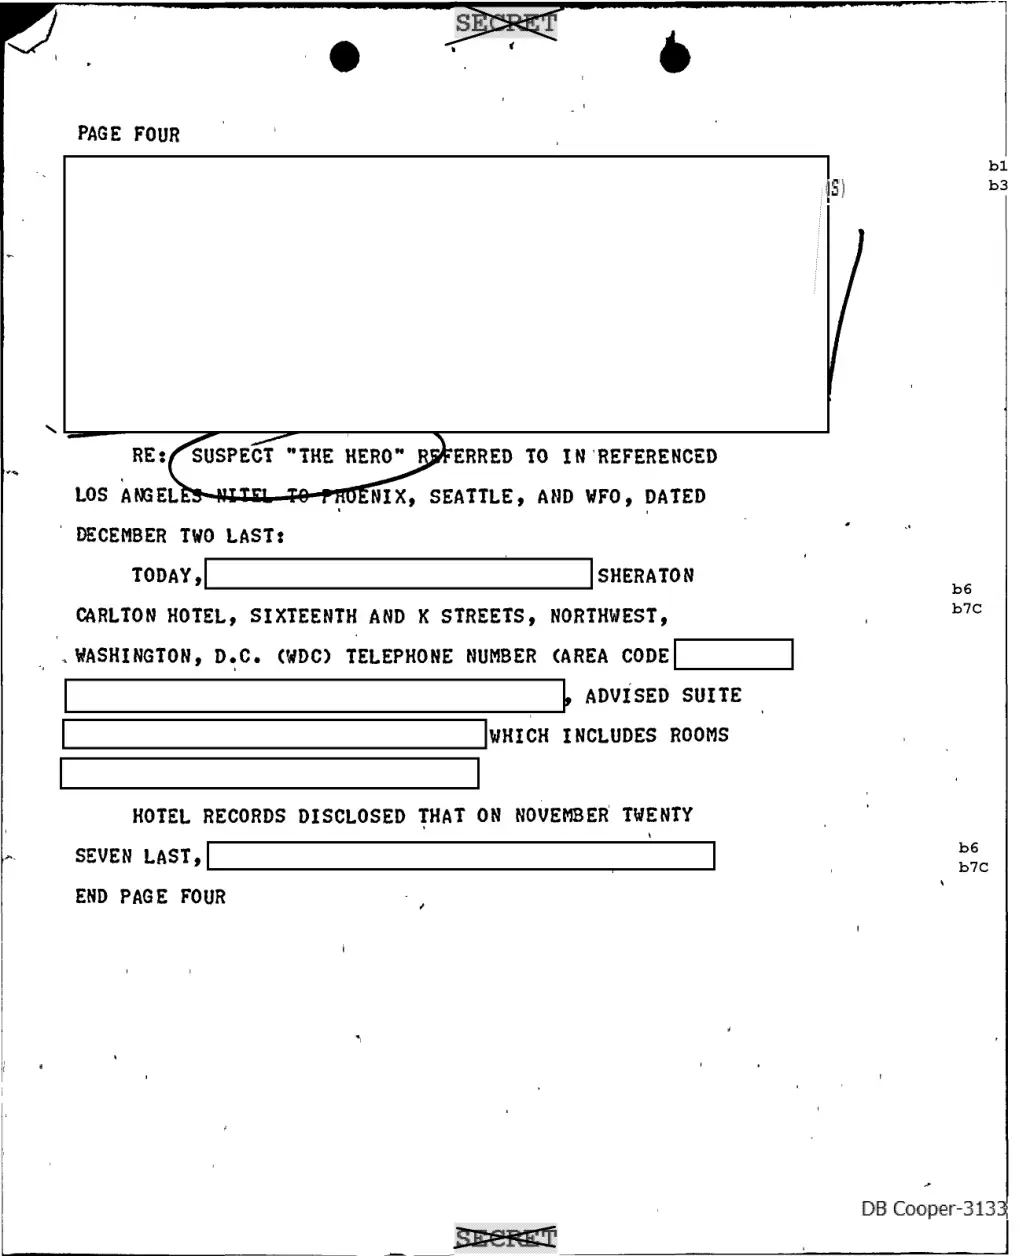 SECRET
PAGE FOUR
b1
(S)
b3
RE: SUSPECT "THE HERO" REFERRED TO IN REFERENCED
LOS ANGELES NITEL TO PHOENIX, SEATTLE, AND WFO, DATED
DECEMBER TWO LAST:
TODAY, SHERATON
b6
CARLTON HOTEL, SIXTEENTH AND K STREETS, NORTHWEST,
b7C
WASHINGTON, D.C. (WDC) TELEPHONE NUMBER (AREA CODE
, ADVISED SUITE
WHICH INCLUDES ROOMS
HOTEL RECORDS DISCLOSED THAT ON NOVEMBER TWENTY
SEVEN LAST,
b6
b7C
END PAGE FOUR
DB Cooper-3133
SECRET